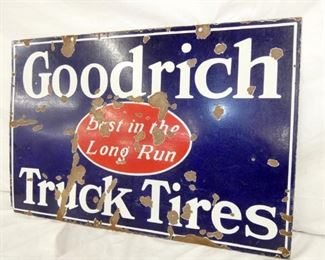 Goodrich
best in the
Long Run
Truck Tires